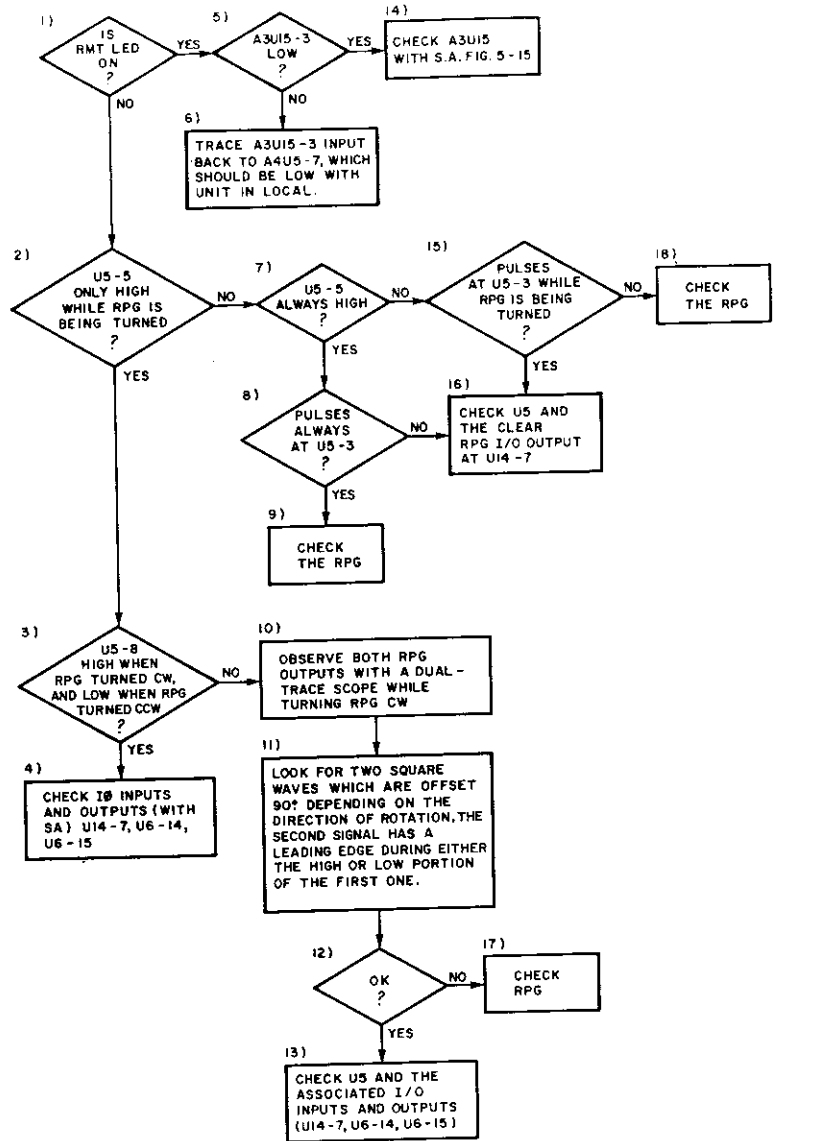 1)
IS
RMT LED
ON
?
YES
NO
5)
A3U15-3
LOW
?
YES
NO
14)
CHECK A3U15
WITH S.A. FIG. 5-15
6)
TRACE A3U15-3 INPUT
BACK TO A4U5-7, WHICH
SHOULD BE LOW WITH
UNIT IN LOCAL.
2)
U5-5
ONLY HIGH
WHILE RPG IS
BEING TURNED
?
NO
YES
7)
U5-5
ALWAYS HIGH
?
NO
YES
15)
PULSES
AT U5-3 WHILE
RPG IS BEING
TURNED
?
NO
YES
18)
CHECK
THE RPG
8)
PULSES
ALWAYS
AT U5-3
?
NO
YES
16)
CHECK U5 AND
THE CLEAR
RPG I/O OUTPUT
AT U14-7
9)
CHECK
THE RPG
3)
U5-8
HIGH WHEN
RPG TURNED CW,
AND LOW WHEN RPG
TURNED CCW
?
NO
YES
10)
OBSERVE BOTH RPG
OUTPUTS WITH A DUAL-
TRACE SCOPE WHILE
TURNING RPG CW
4)
CHECK IØ INPUTS
AND OUTPUTS (WITH
SA) U14-7, U6-14,
U6-15
11)
LOOK FOR TWO SQUARE
WAVES WHICH ARE OFFSET
90°. DEPENDING ON THE
DIRECTION OF ROTATION, THE
SECOND SIGNAL HAS A
LEADING EDGE DURING EITHER
THE HIGH OR LOW PORTION
OF THE FIRST ONE.
12)
OK
?
NO
YES
17)
CHECK
RPG
13)
CHECK U5 AND THE
ASSOCIATED I/O
INPUTS AND OUTPUTS
(U14-7, U6-14, U6-15)